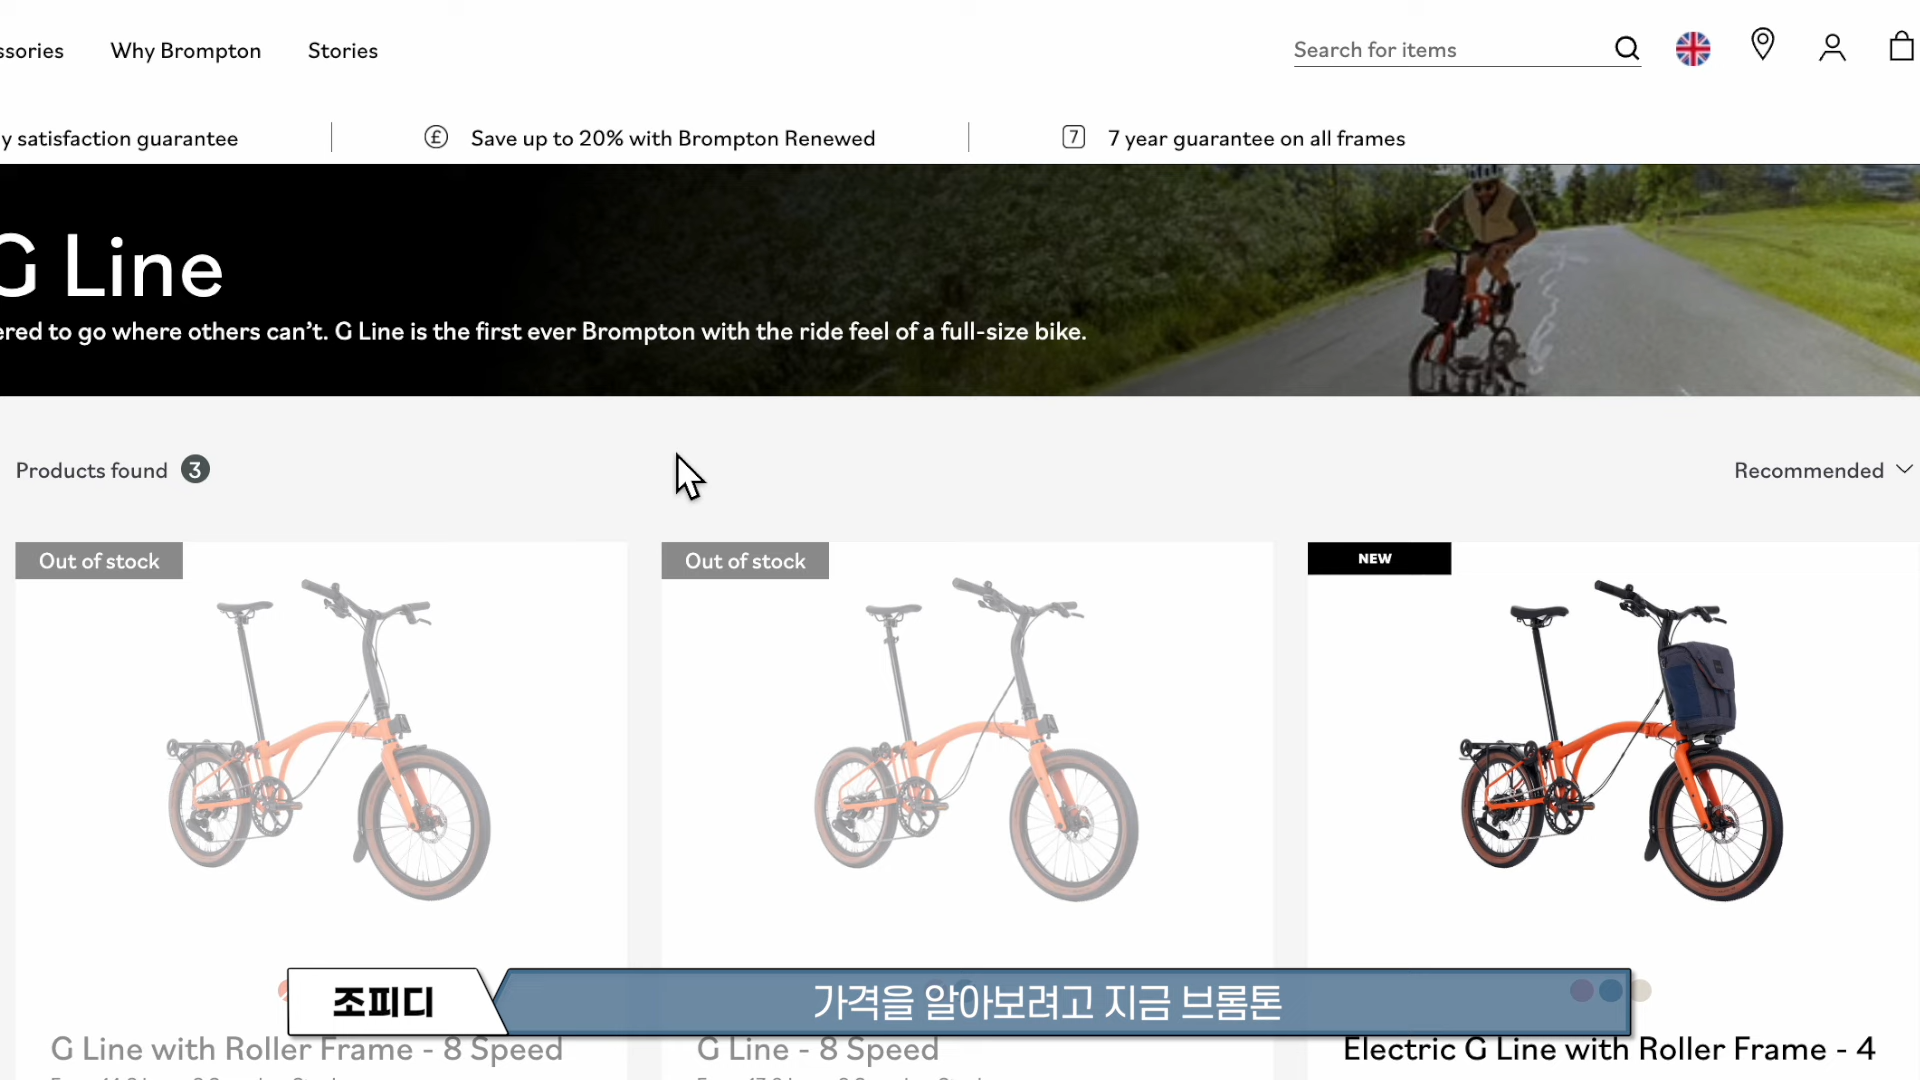 ssories Why Brompton Stories Search for items
y satisfaction guarantee £ Save up to 20% with Brompton Renewed 7 7 year guarantee on all frames
G Line
ered to go where others can't. G Line is the first ever Brompton with the ride feel of a full-size bike.
Products found 3 Recommended
Out of stock Out of stock NEW
조피디 가격을 알아보려고 지금 브롬톤
G Line with Roller Frame - 8 Speed G Line - 8 Speed Electric G Line with Roller Frame - 4